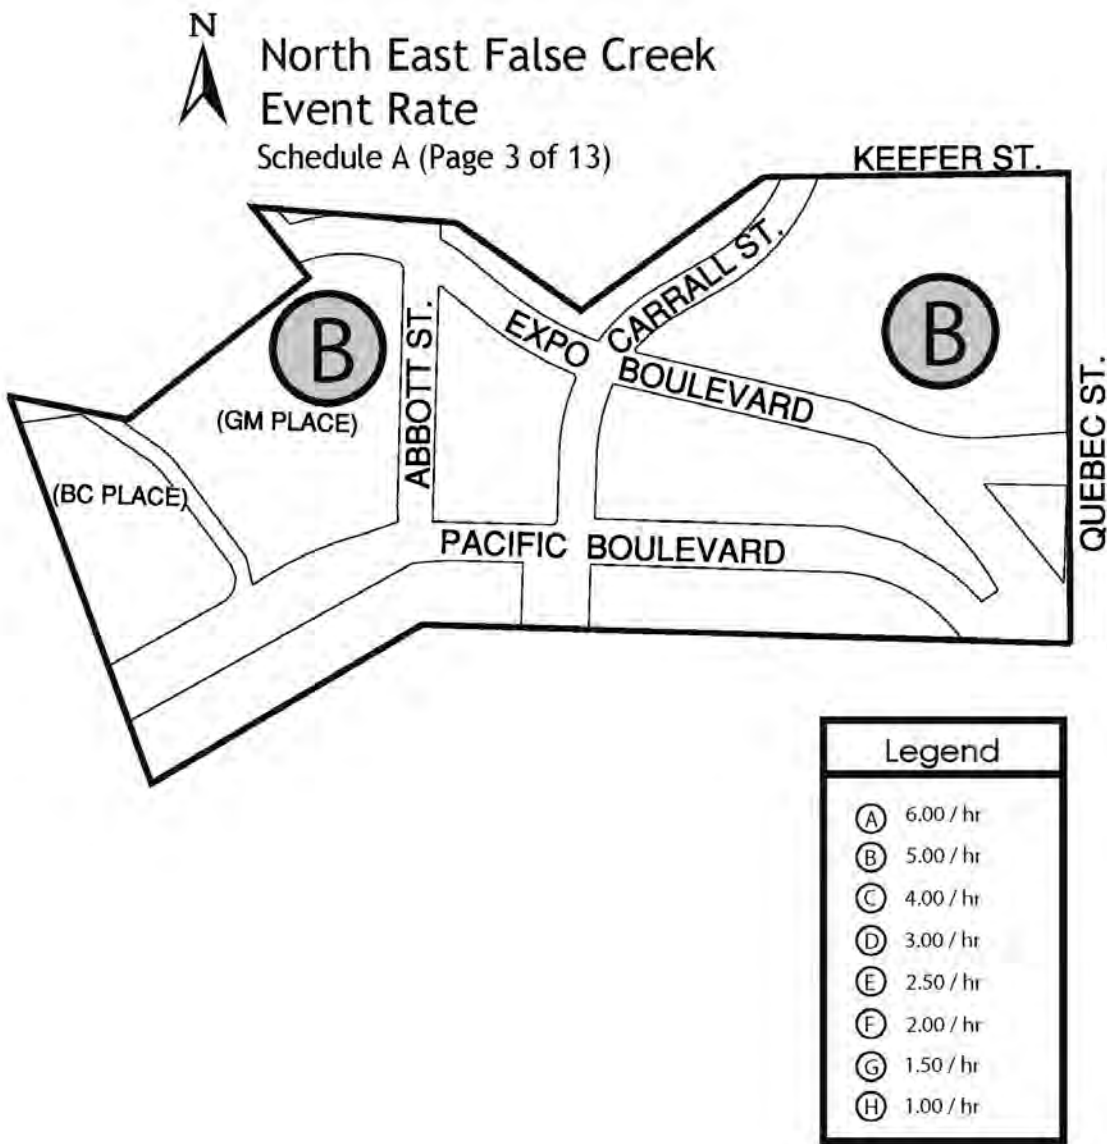 N
North East False Creek
Event Rate
Schedule A (Page 3 of 13)
KEEFER ST.
CARRALL ST.
B
B
EXPO BOULEVARD
ABBOTT ST.
(GM PLACE)
QUEBEC ST.
(BC PLACE)
PACIFIC BOULEVARD
Legend
A 6.00 / hr
B 5.00 / hr
C 4.00 / hr
D 3.00 / hr
E 2.50 / hr
F 2.00 / hr
G 1.50 / hr
H 1.00 / hr